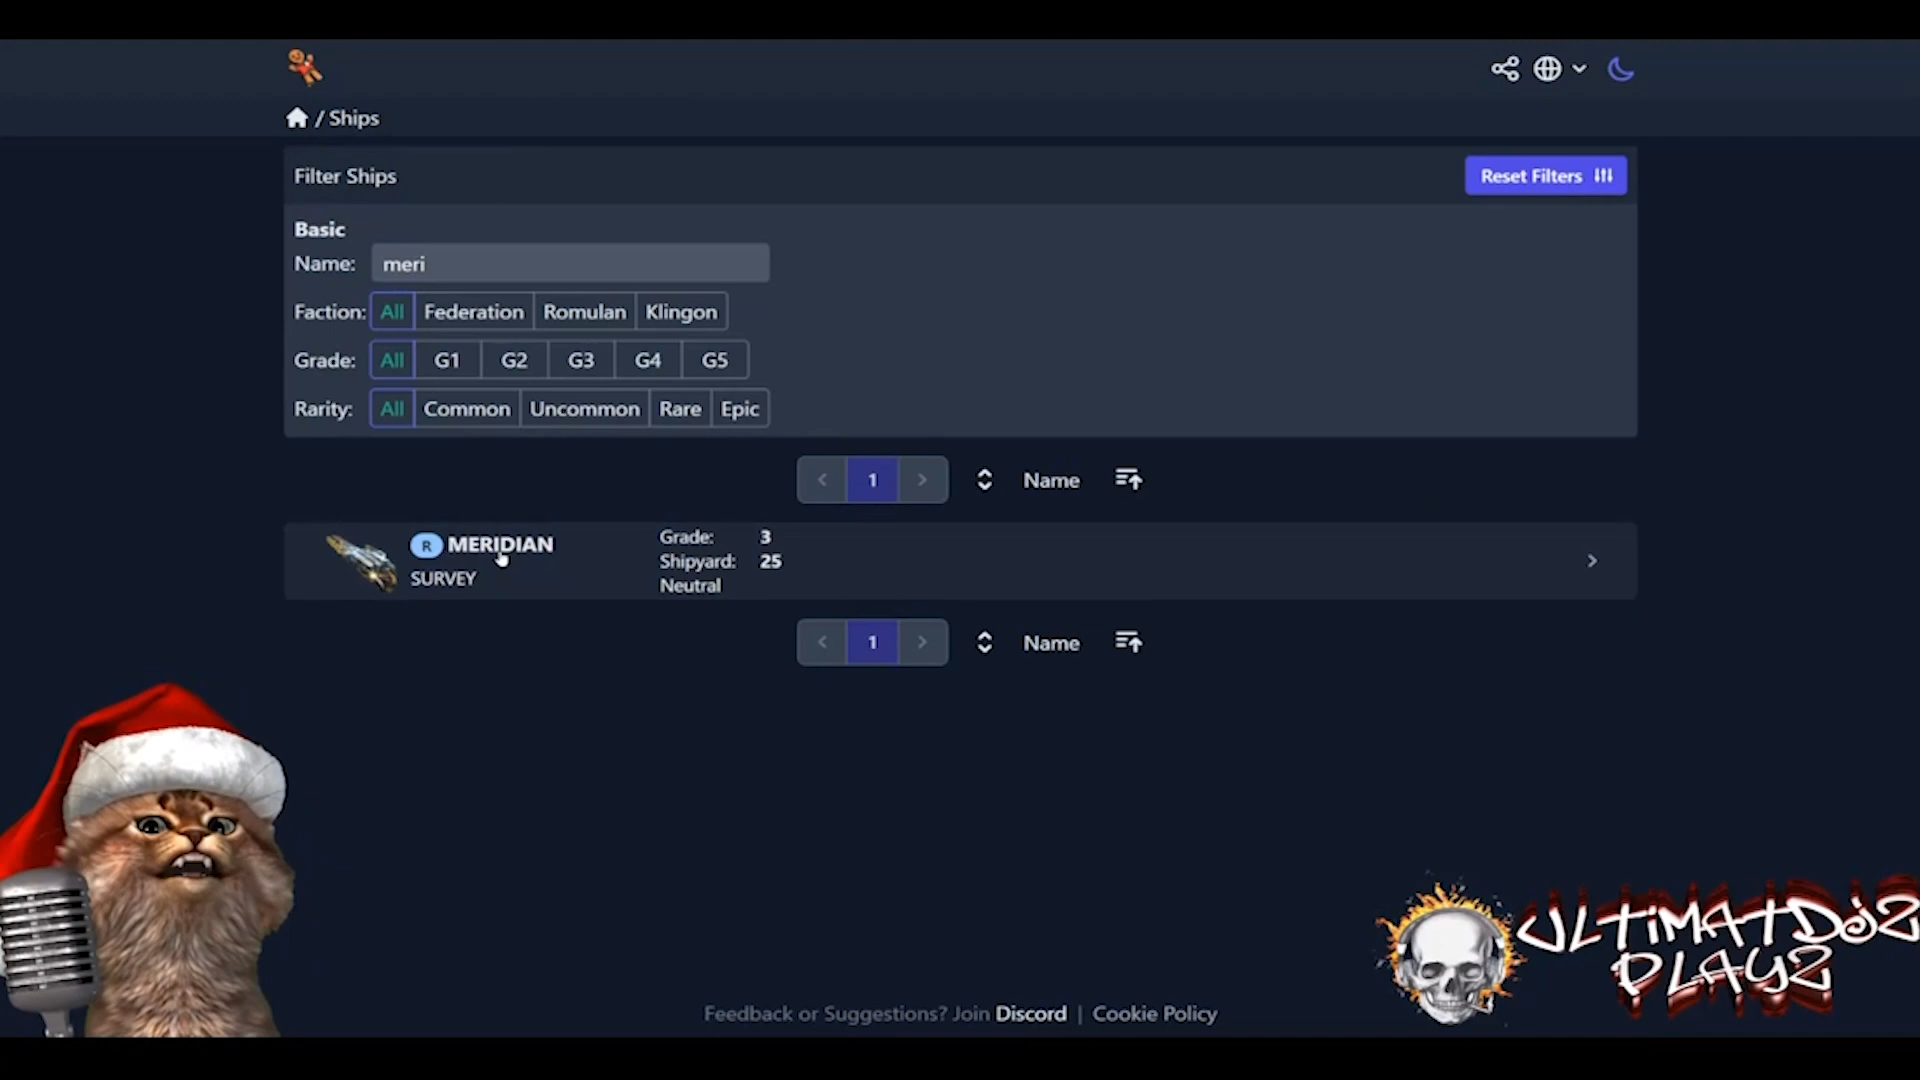 / Ships
Filter Ships
Reset Filters
Basic
Name: meri
Faction: All Federation Romulan Klingon
Grade: All G1 G2 G3 G4 G5
Rarity: All Common Uncommon Rare Epic
< 1 > Name
R MERIDIAN
SURVEY
Grade: 3
Shipyard: 25
Neutral
< 1 > Name
ULTIMATDJ2
PLAY2
Feedback or Suggestions? Join Discord | Cookie Policy